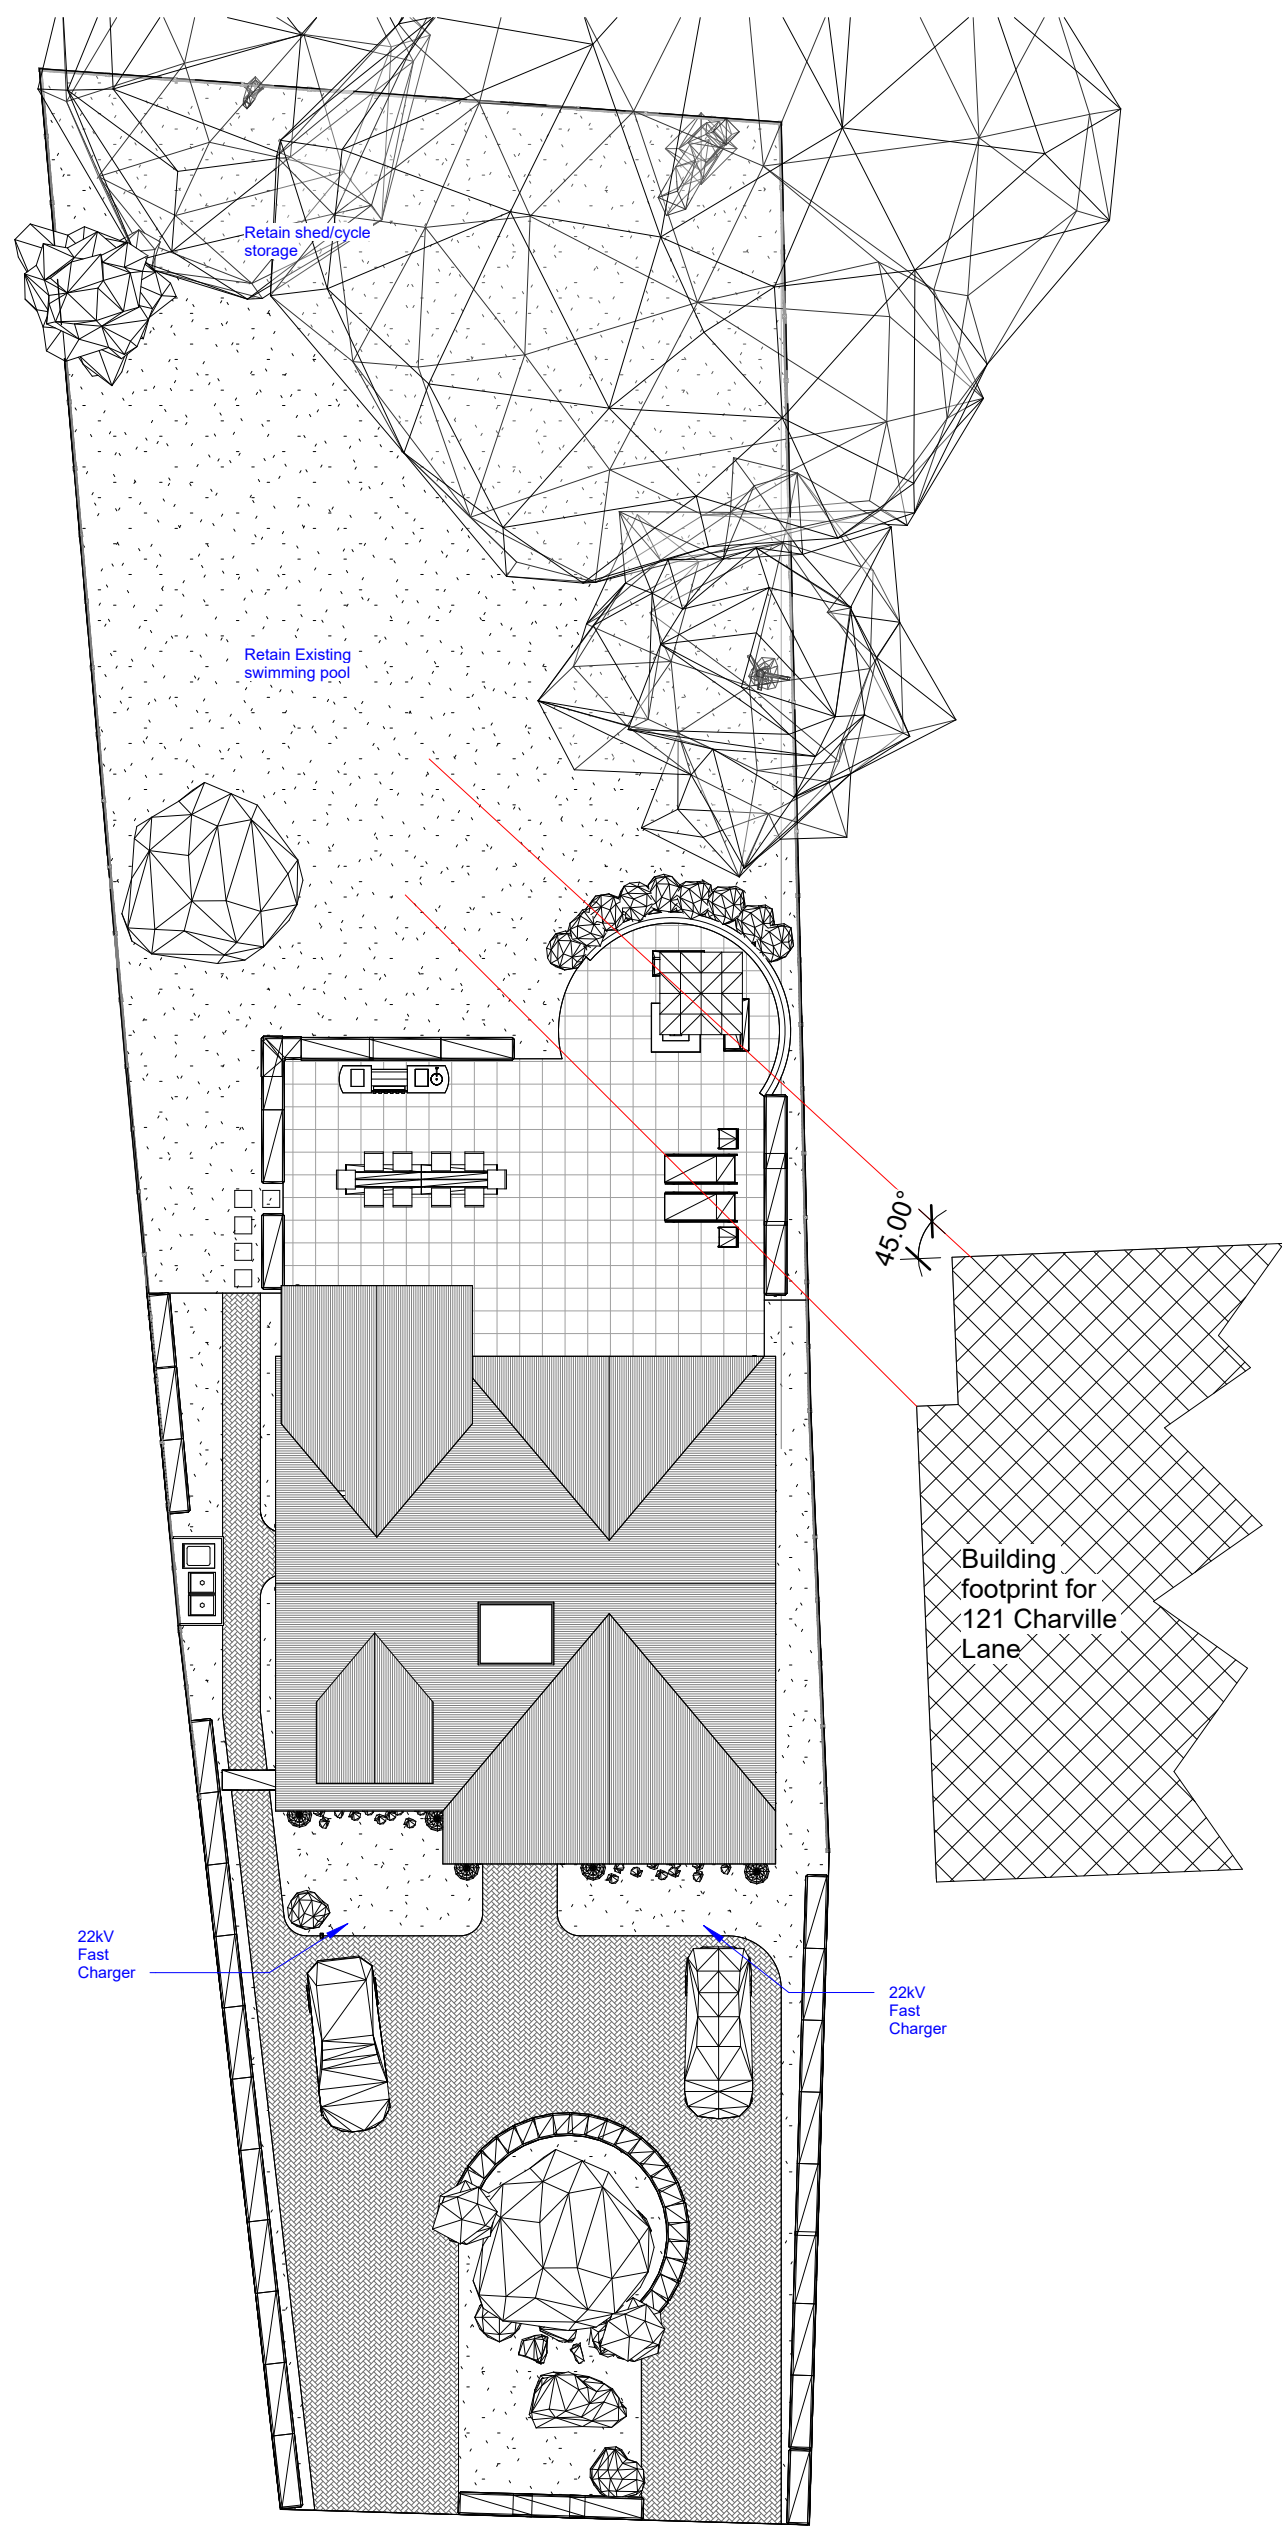 Retain shed/cycle
storage
Retain Existing
swimming pool
45.00°
Building
footprint for
121 Charville
Lane
22kV
Fast
Charger
22kV
Fast
Charger